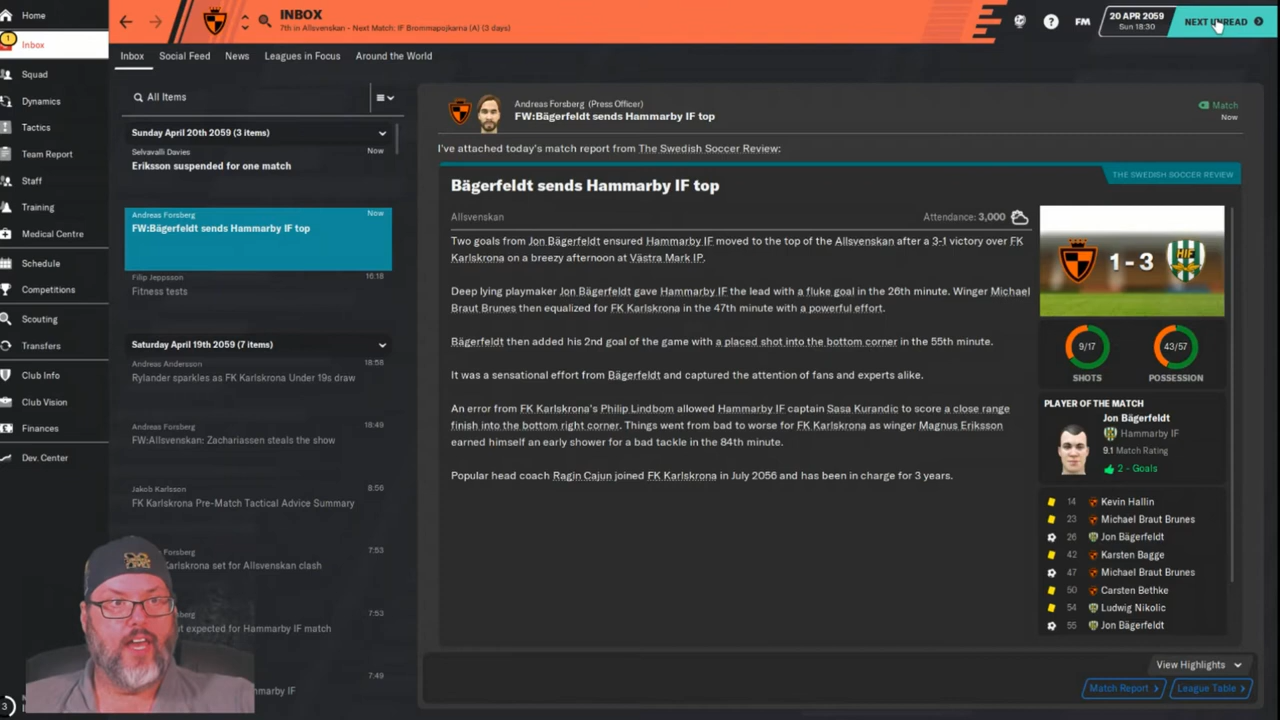 Home
INBOX
7th in Allsvenskan - Next Match: IF Brommapojkarna (A) (3 days)
FM
20 APR 2059
Sun 18:30
NEXT UNREAD
1
Inbox
Squad
Dynamics
Tactics
Team Report
Staff
Training
Medical Centre
Schedule
Competitions
Scouting
Transfers
Club Info
Club Vision
Finances
Dev. Center
3
Inbox
Social Feed
News
Leagues in Focus
Around the World
All Items
Sunday April 20th 2059 (3 items)
Selvavalli Davies
Now
Eriksson suspended for one match
Andreas Forsberg
Now
FW:Bägerfeldt sends Hammarby IF top
Filip Jeppsson
16:18
Fitness tests
Saturday April 19th 2059 (7 items)
Andreas Andersson
18:58
Rylander sparkles as FK Karlskrona Under 19s draw
Andreas Forsberg
18:49
FW:Allsvenskan: Zachariassen steals the show
Jakob Karlsson
8:56
FK Karlskrona Pre-Match Tactical Advice Summary
Forsberg
7:53
Karlskrona set for Allsvenskan clash
sberg
7:53
t expected for Hammarby IF match
7:49
marby IF
Andreas Forsberg (Press Officer)
FW:Bägerfeldt sends Hammarby IF top
Match
Now
I've attached today's match report from The Swedish Soccer Review:
THE SWEDISH SOCCER REVIEW
Bägerfeldt sends Hammarby IF top
Allsvenskan
Attendance: 3,000
Two goals from Jon Bägerfeldt ensured Hammarby IF moved to the top of the Allsvenskan after a 3-1 victory over FK
Karlskrona on a breezy afternoon at Västra Mark IP.
Deep lying playmaker Jon Bägerfeldt gave Hammarby IF the lead with a fluke goal in the 26th minute. Winger Michael
Braut Brunes then equalized for FK Karlskrona in the 47th minute with a powerful effort.
Bägerfeldt then added his 2nd goal of the game with a placed shot into the bottom corner in the 55th minute.
It was a sensational effort from Bägerfeldt and captured the attention of fans and experts alike.
An error from FK Karlskrona's Philip Lindbom allowed Hammarby IF captain Sasa Kurandic to score a close range
finish into the bottom right corner. Things went from bad to worse for FK Karlskrona as winger Magnus Eriksson
earned himself an early shower for a bad tackle in the 84th minute.
Popular head coach Ragin Cajun joined FK Karlskrona in July 2056 and has been in charge for 3 years.
1 - 3
HIF
9/17
SHOTS
43/57
POSSESSION
PLAYER OF THE MATCH
Jon Bägerfeldt
Hammarby IF
9.1 Match Rating
2 - Goals
14 Kevin Hallin
23 Michael Braut Brunes
26 Jon Bägerfeldt
42 Karsten Bagge
47 Michael Braut Brunes
50 Carsten Bethke
54 Ludwig Nikolic
55 Jon Bägerfeldt
View Highlights
Match Report
League Table